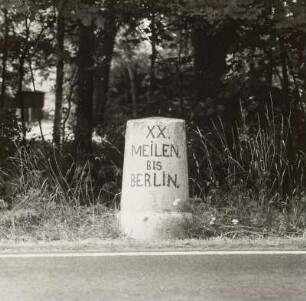 XX.
MEILEN.
BIS
BERLIN.